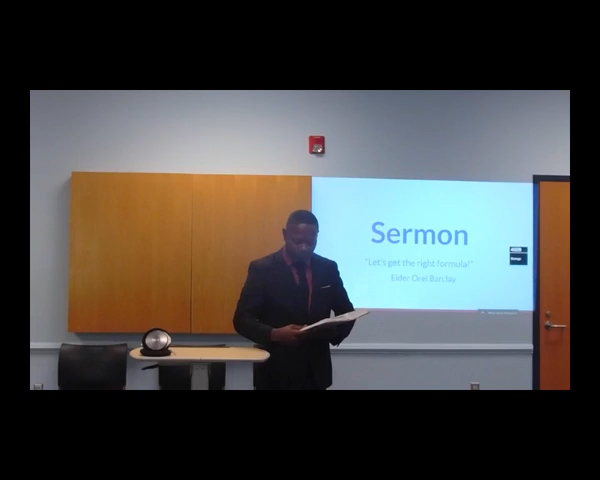 Sermon
"Let's get the right formula!"
Elder Orel Barclay